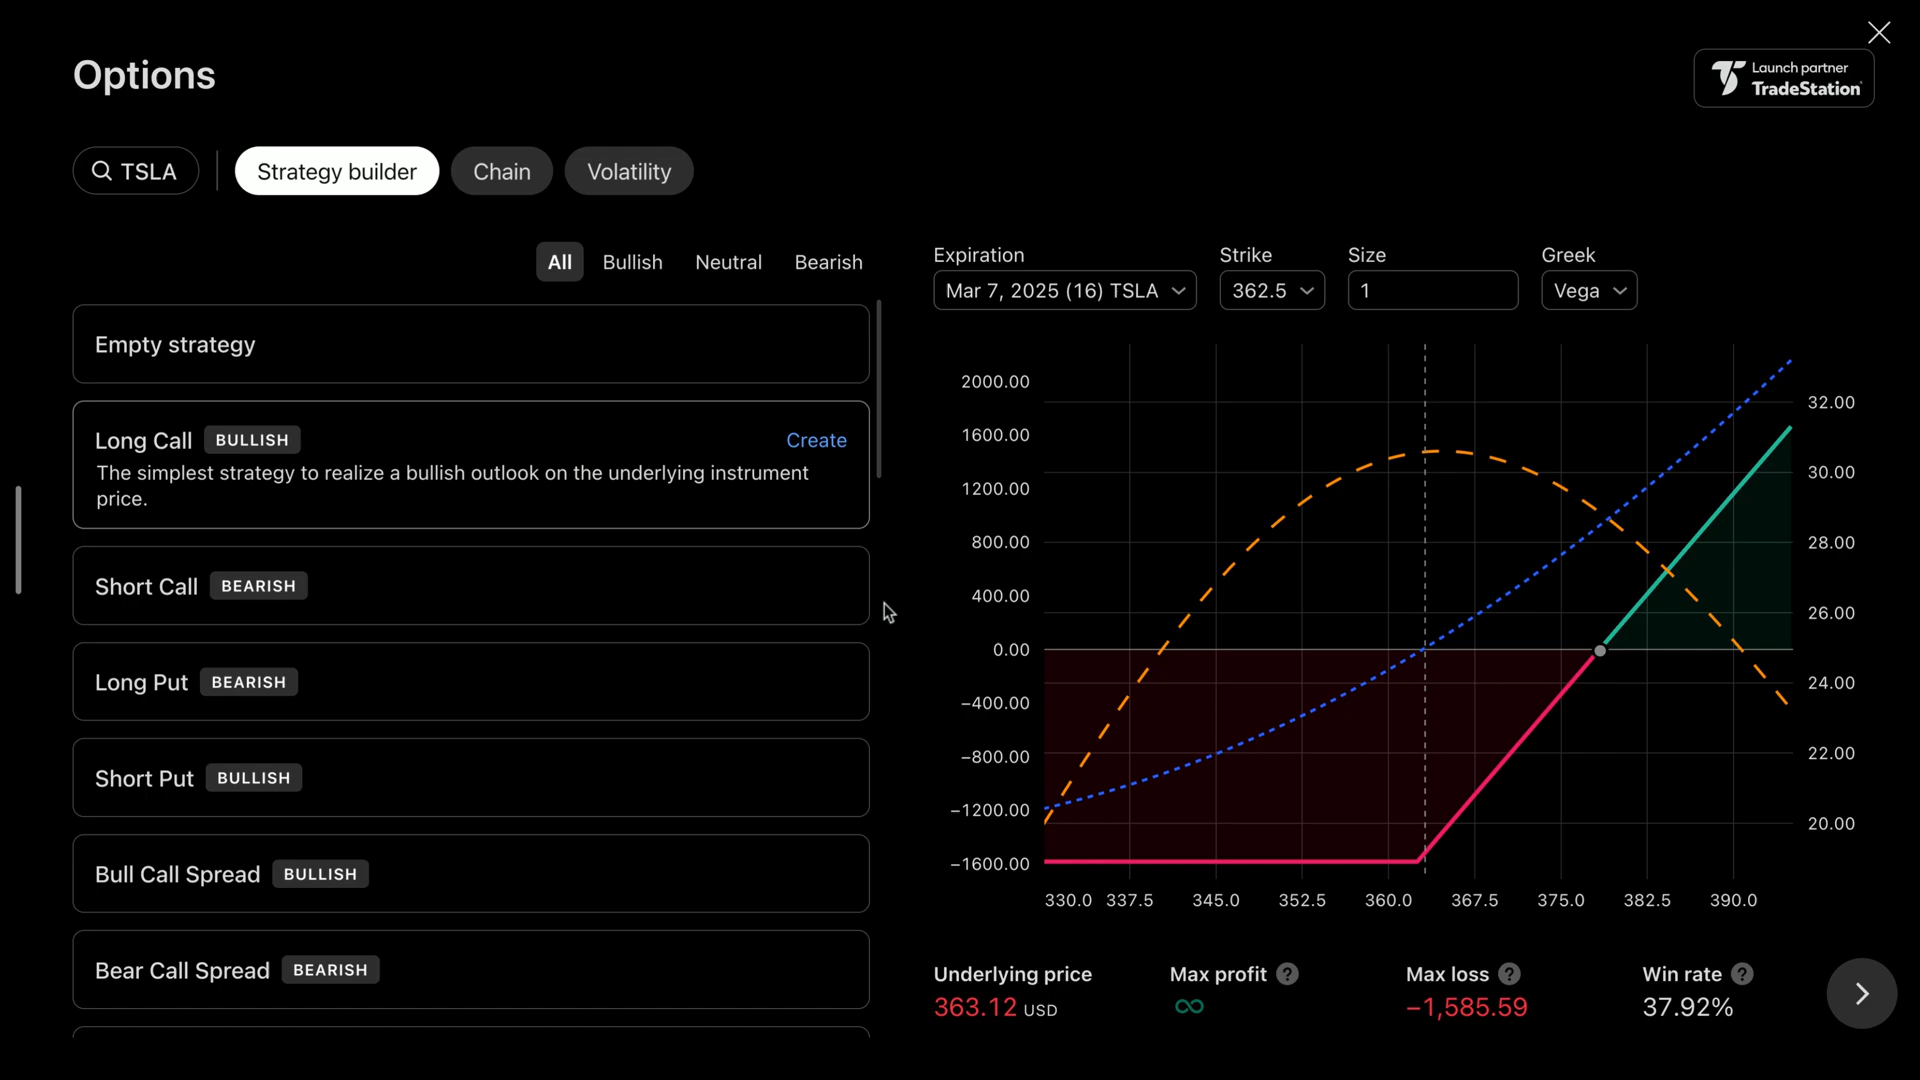 Options
Launch partner
TradeStation
TSLA
Strategy builder
Chain
Volatility
All
Bullish
Neutral
Bearish
Empty strategy
Long Call BULLISH
Create
The simplest strategy to realize a bullish outlook on the underlying instrument
price.
Short Call BEARISH
Long Put BEARISH
Short Put BULLISH
Bull Call Spread BULLISH
Bear Call Spread BEARISH
Expiration
Mar 7, 2025 (16) TSLA
Strike
362.5
Size
1
Greek
Vega
2000.00
1600.00
1200.00
800.00
400.00
0.00
−400.00
−800.00
−1200.00
−1600.00
32.00
30.00
28.00
26.00
24.00
22.00
20.00
330.0 337.5 345.0 352.5 360.0 367.5 375.0 382.5 390.0
Underlying price
363.12 USD
Max profit ?
∞
Max loss ?
−1,585.59
Win rate ?
37.92%